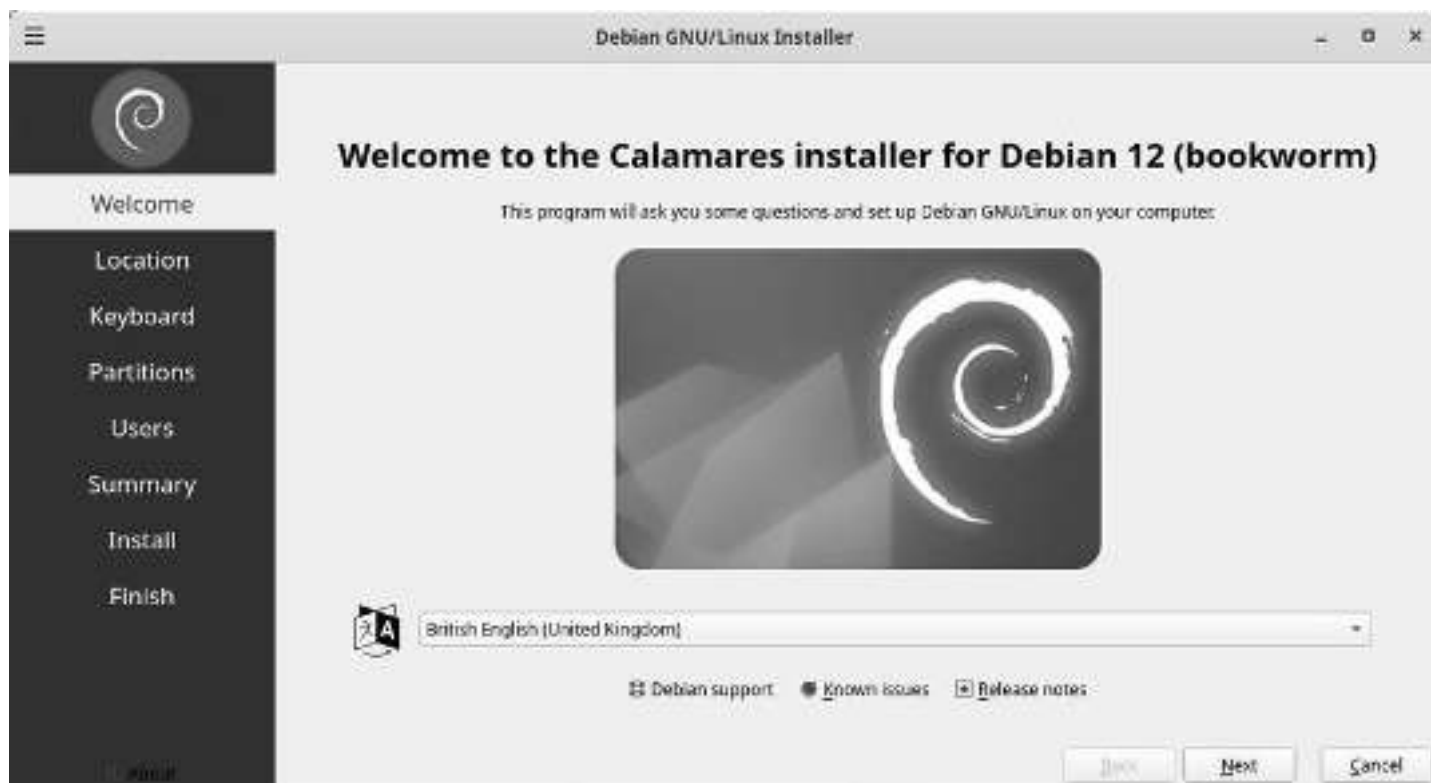 Debian GNU/Linux Installer
Welcome to the Calamares installer for Debian 12 (bookworm)
Welcome
This program will ask you some questions and set up Debian GNU/Linux on your computer.
Location
Keyboard
Partitions
Users
Summary
Install
Finish
British English (United Kingdom)
Debian support Known issues Release notes
About
Back Next Cancel